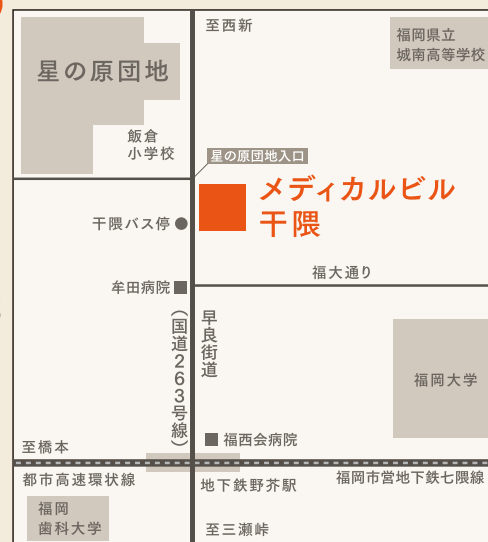 至西新
福岡県立
城南高等学校
星の原団地
飯倉
小学校
星の原団地入口
メディカルビル
干隈
干隈バス停
福大通り
牟田病院
早良街道
(国道263号線)
福岡大学
福西会病院
至橋本
都市高速環状線
地下鉄野芥駅
福岡市営地下鉄七隈線
福岡
歯科大学
至三瀬峠